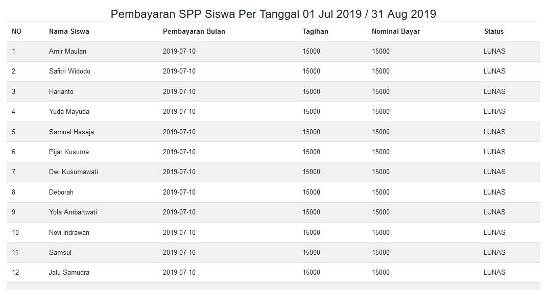 Pembayaran SPP Siswa Per Tanggal 01 Jul 2019 / 31 Aug 2019
NO Nama Siswa Pembayaran Bulan Tagihan Nominal Bayar Status
1 Amir Maulan 2019-07-10 15000 15000 LUNAS
2 Safitri Widodo 2019-07-10 15000 15000 LUNAS
3 Harianto 2019-07-10 15000 15000 LUNAS
4 Yuda Mayuda 2019-07-10 15000 15000 LUNAS
5 Samual Hasaja 2019-07-10 15000 15000 LUNAS
6 Pijar Kusuma 2019-07-10 15000 15000 LUNAS
7 Dwi Kusumawati 2019-07-10 15000 15000 LUNAS
8 Deborah 2019-07-10 15000 15000 LUNAS
9 Yola Ambarwati 2019-07-10 15000 15000 LUNAS
10 Novi Indrawan 2019-07-10 15000 15000 LUNAS
11 Samsul 2019-07-10 15000 15000 LUNAS
12 Jalu Samudra 2019-07-10 15000 15000 LUNAS